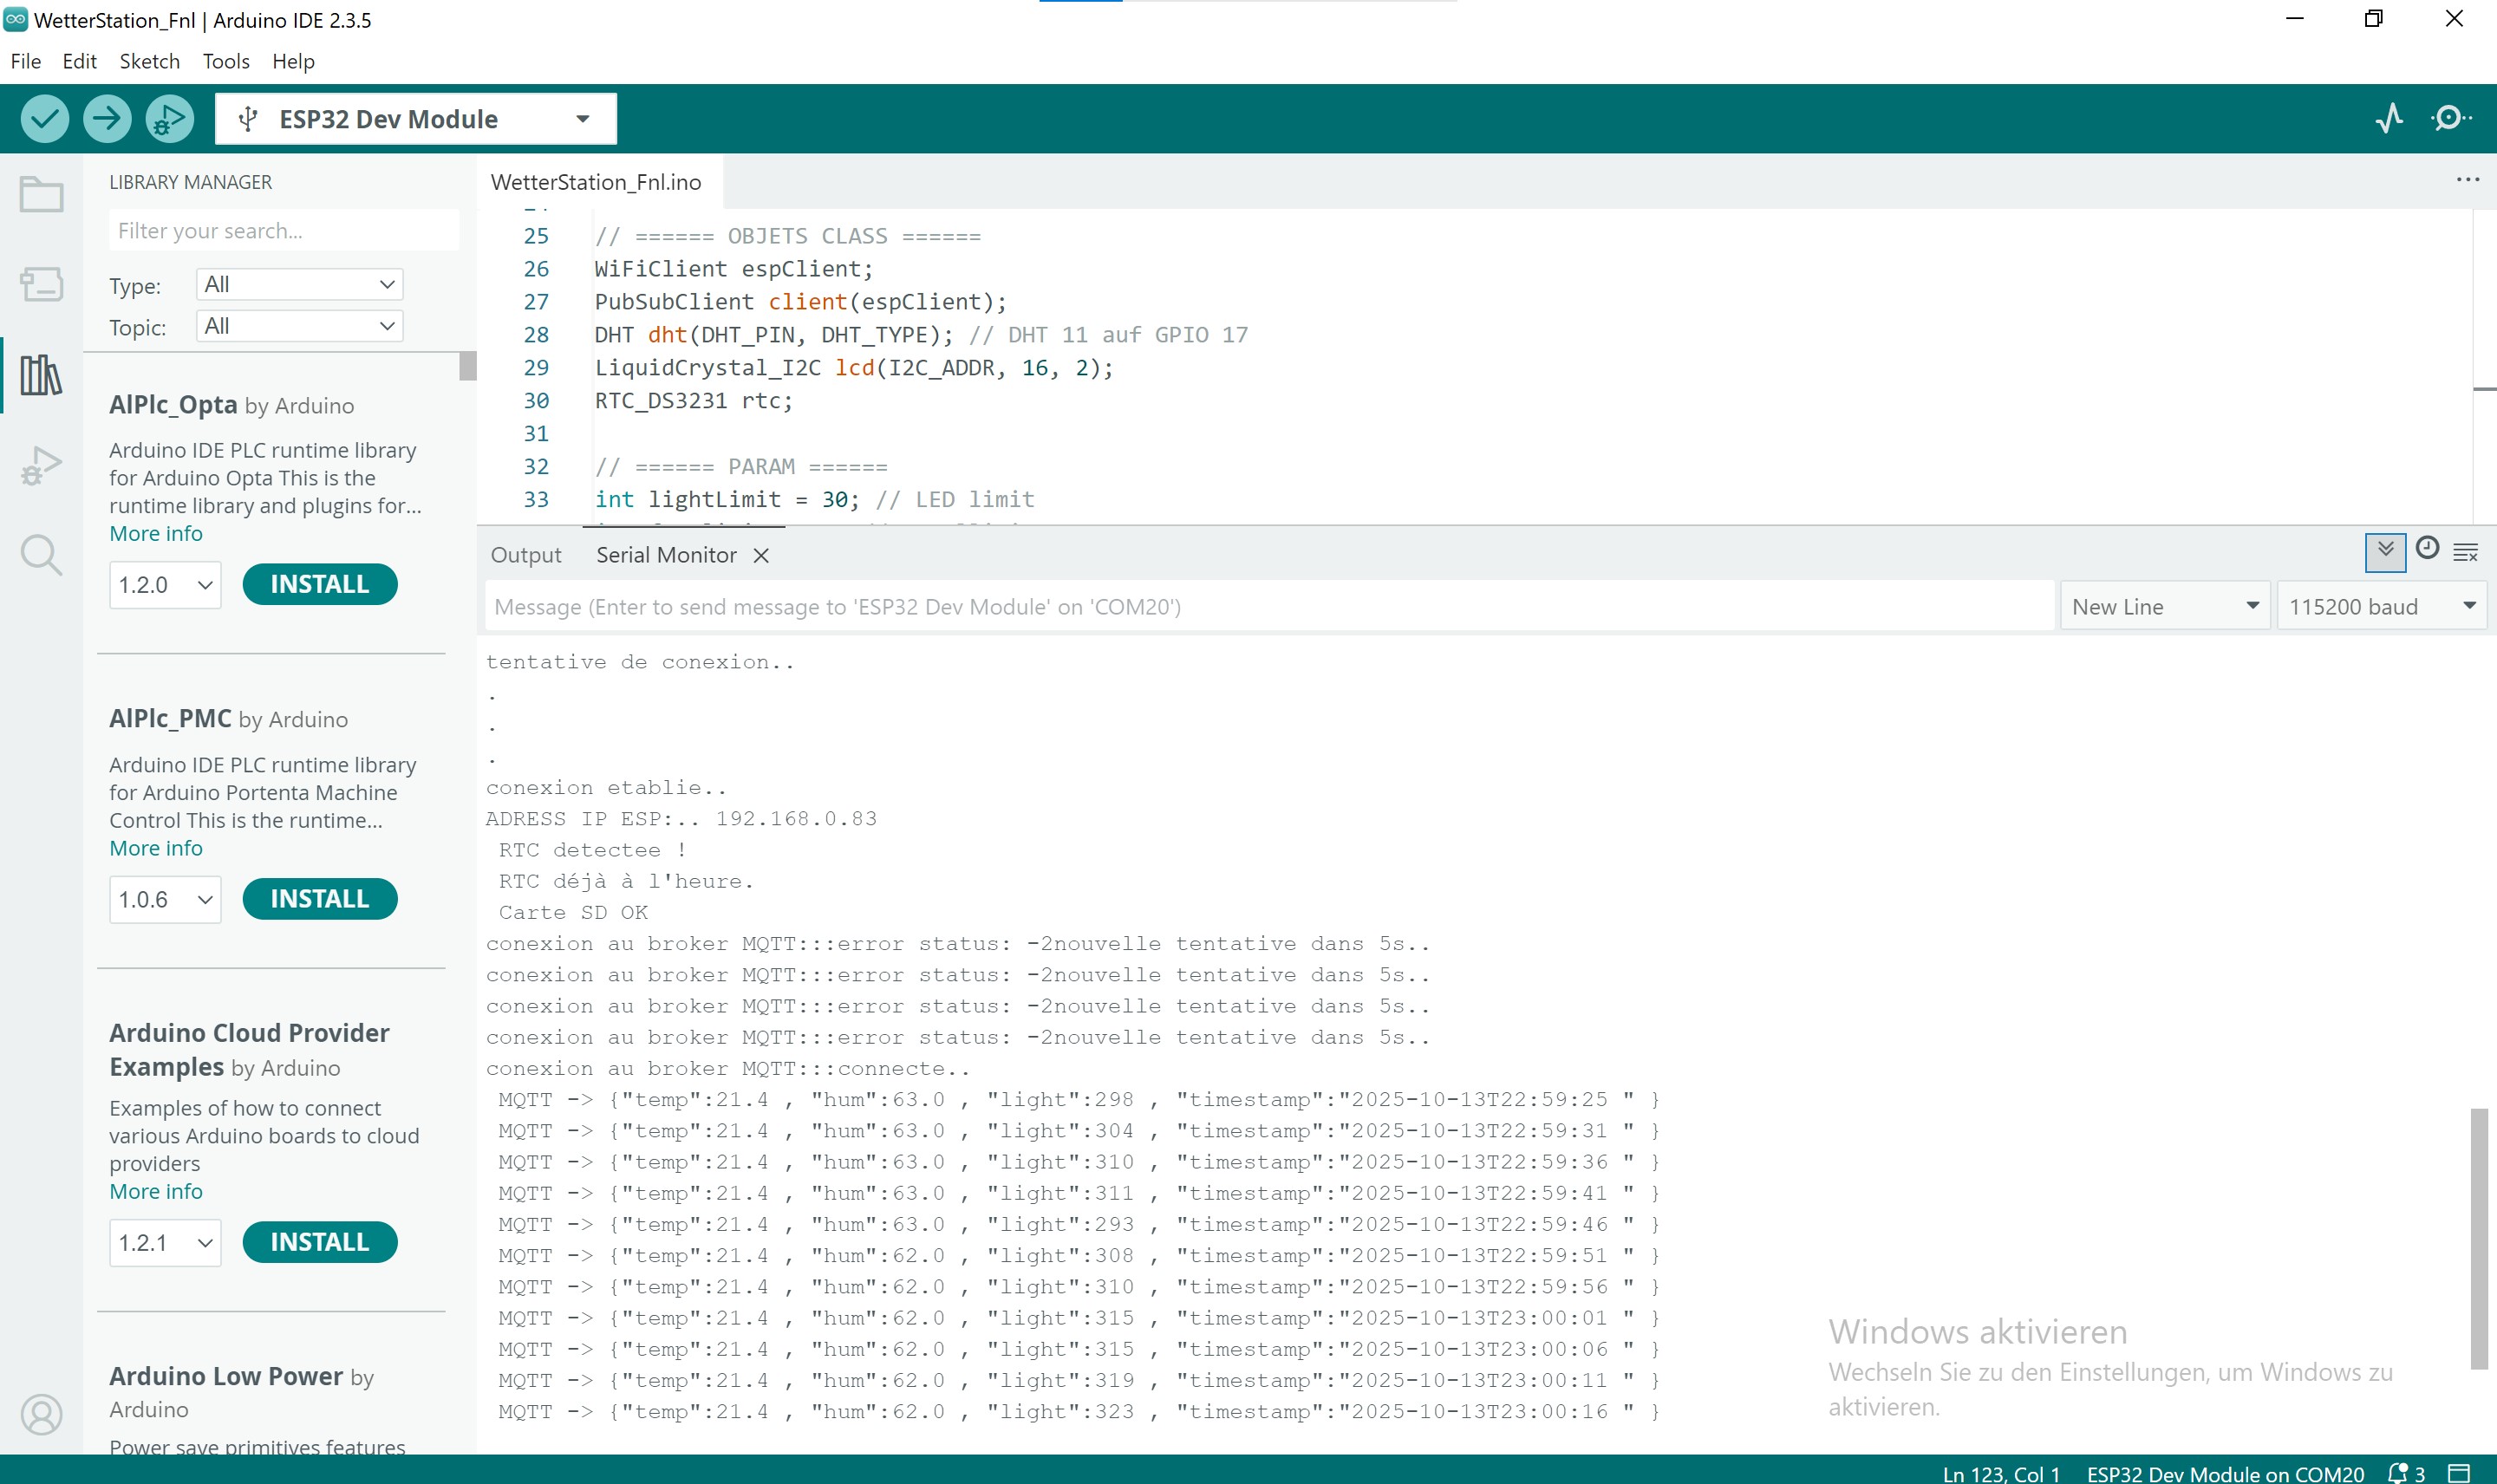 WetterStation_Fnl | Arduino IDE 2.3.5
File Edit Sketch Tools Help
ESP32 Dev Module
LIBRARY MANAGER
Filter your search...
Type: All
Topic: All
AlPlc_Opta by Arduino
Arduino IDE PLC runtime library
for Arduino Opta This is the
runtime library and plugins for...
More info
1.2.0 INSTALL
AlPlc_PMC by Arduino
Arduino IDE PLC runtime library
for Arduino Portenta Machine
Control This is the runtime...
More info
1.0.6 INSTALL
Arduino Cloud Provider
Examples by Arduino
Examples of how to connect
various Arduino boards to cloud
providers
More info
1.2.1 INSTALL
Arduino Low Power by
Arduino
Power save primitives features
WetterStation_Fnl.ino
25 // ====== OBJETS CLASS ======
26 WiFiClient espClient;
27 PubSubClient client(espClient);
28 DHT dht(DHT_PIN, DHT_TYPE); // DHT 11 auf GPIO 17
29 LiquidCrystal_I2C lcd(I2C_ADDR, 16, 2);
30 RTC_DS3231 rtc;
31
32 // ====== PARAM ======
33 int lightLimit = 30; // LED limit
Output Serial Monitor
Message (Enter to send message to 'ESP32 Dev Module' on 'COM20')
New Line 115200 baud
tentative de conexion..
.
.
.
conexion etablie..
ADRESS IP ESP:.. 192.168.0.83
RTC detectee !
RTC déjà à l'heure.
Carte SD OK
conexion au broker MQTT:::error status: -2nouvelle tentative dans 5s..
conexion au broker MQTT:::error status: -2nouvelle tentative dans 5s..
conexion au broker MQTT:::error status: -2nouvelle tentative dans 5s..
conexion au broker MQTT:::error status: -2nouvelle tentative dans 5s..
conexion au broker MQTT:::connecte..
MQTT -> {"temp":21.4 , "hum":63.0 , "light":298 , "timestamp":"2025-10-13T22:59:25 " }
MQTT -> {"temp":21.4 , "hum":63.0 , "light":304 , "timestamp":"2025-10-13T22:59:31 " }
MQTT -> {"temp":21.4 , "hum":63.0 , "light":310 , "timestamp":"2025-10-13T22:59:36 " }
MQTT -> {"temp":21.4 , "hum":63.0 , "light":311 , "timestamp":"2025-10-13T22:59:41 " }
MQTT -> {"temp":21.4 , "hum":63.0 , "light":293 , "timestamp":"2025-10-13T22:59:46 " }
MQTT -> {"temp":21.4 , "hum":62.0 , "light":308 , "timestamp":"2025-10-13T22:59:51 " }
MQTT -> {"temp":21.4 , "hum":62.0 , "light":310 , "timestamp":"2025-10-13T22:59:56 " }
MQTT -> {"temp":21.4 , "hum":62.0 , "light":315 , "timestamp":"2025-10-13T23:00:01 " }
MQTT -> {"temp":21.4 , "hum":62.0 , "light":315 , "timestamp":"2025-10-13T23:00:06 " }
MQTT -> {"temp":21.4 , "hum":62.0 , "light":319 , "timestamp":"2025-10-13T23:00:11 " }
MQTT -> {"temp":21.4 , "hum":62.0 , "light":323 , "timestamp":"2025-10-13T23:00:16 " }
Windows aktivieren
Wechseln Sie zu den Einstellungen, um Windows zu
aktivieren.
Ln 123, Col 1 ESP32 Dev Module on COM20 3